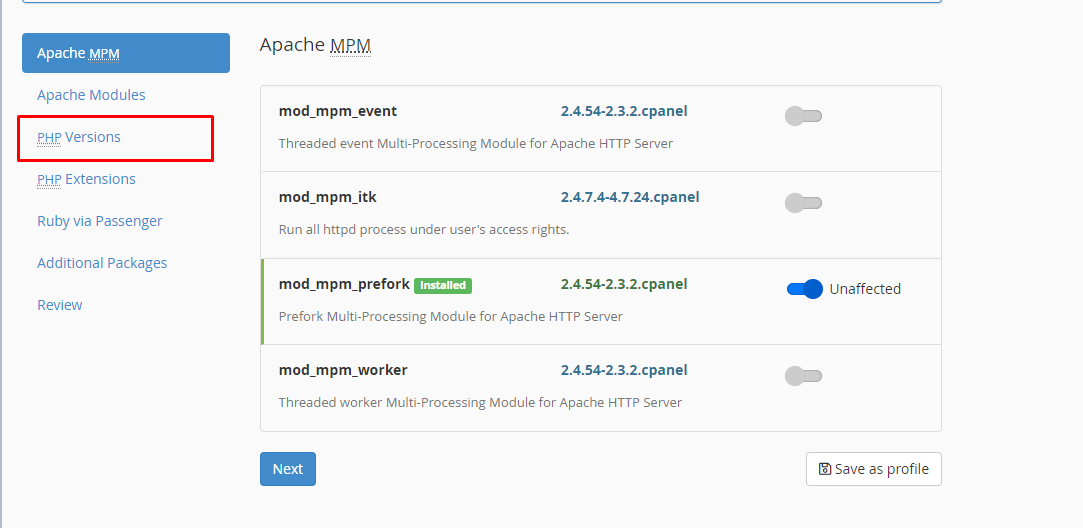 Apache MPM
Apache Modules
PHP Versions
PHP Extensions
Ruby via Passenger
Additional Packages
Review
Apache MPM
mod_mpm_event 2.4.54-2.3.2.cpanel
Threaded event Multi-Processing Module for Apache HTTP Server
mod_mpm_itk 2.4.7.4-4.7.24.cpanel
Run all httpd process under user's access rights.
mod_mpm_prefork Installed 2.4.54-2.3.2.cpanel Unaffected
Prefork Multi-Processing Module for Apache HTTP Server
mod_mpm_worker 2.4.54-2.3.2.cpanel
Threaded worker Multi-Processing Module for Apache HTTP Server
Next Save as profile